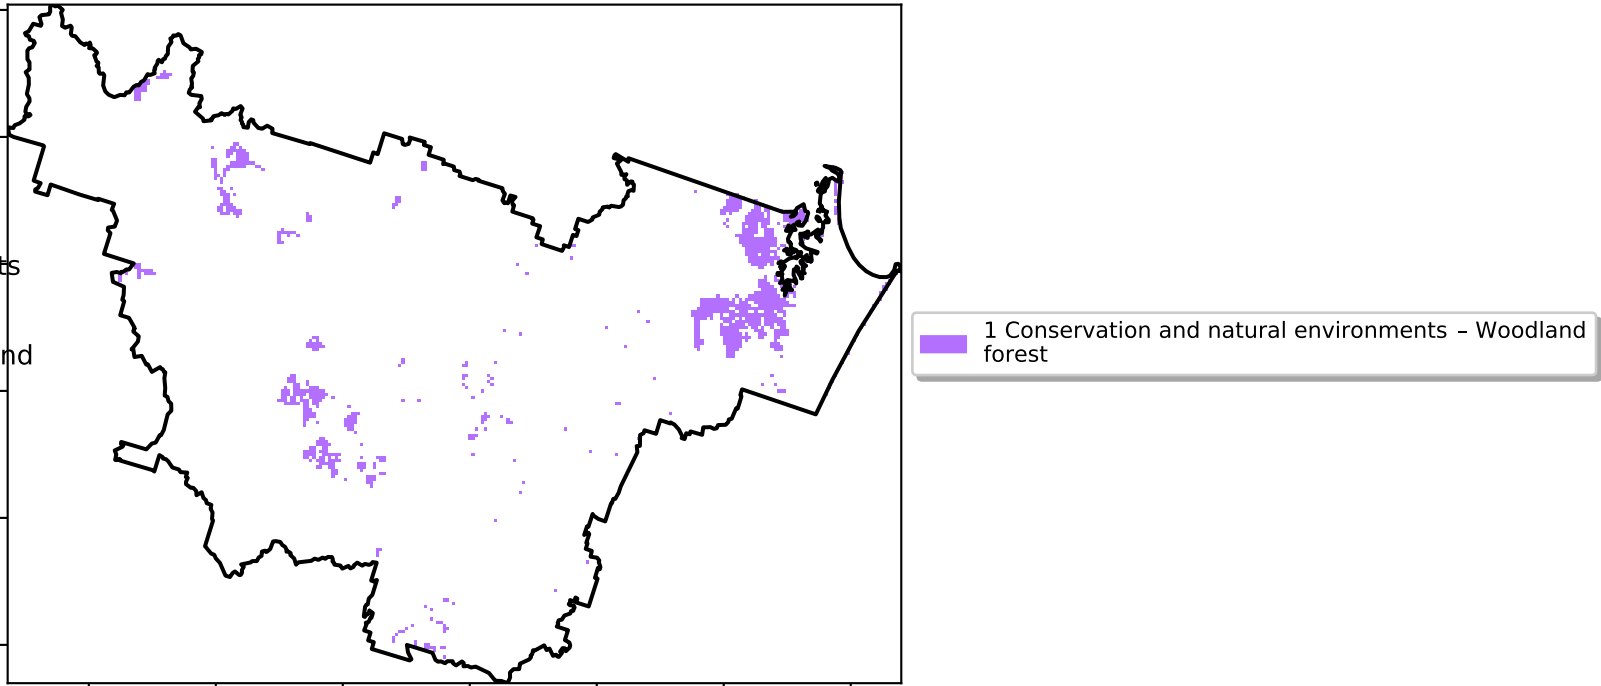 ts
nd
1 Conservation and natural environments – Woodland
forest